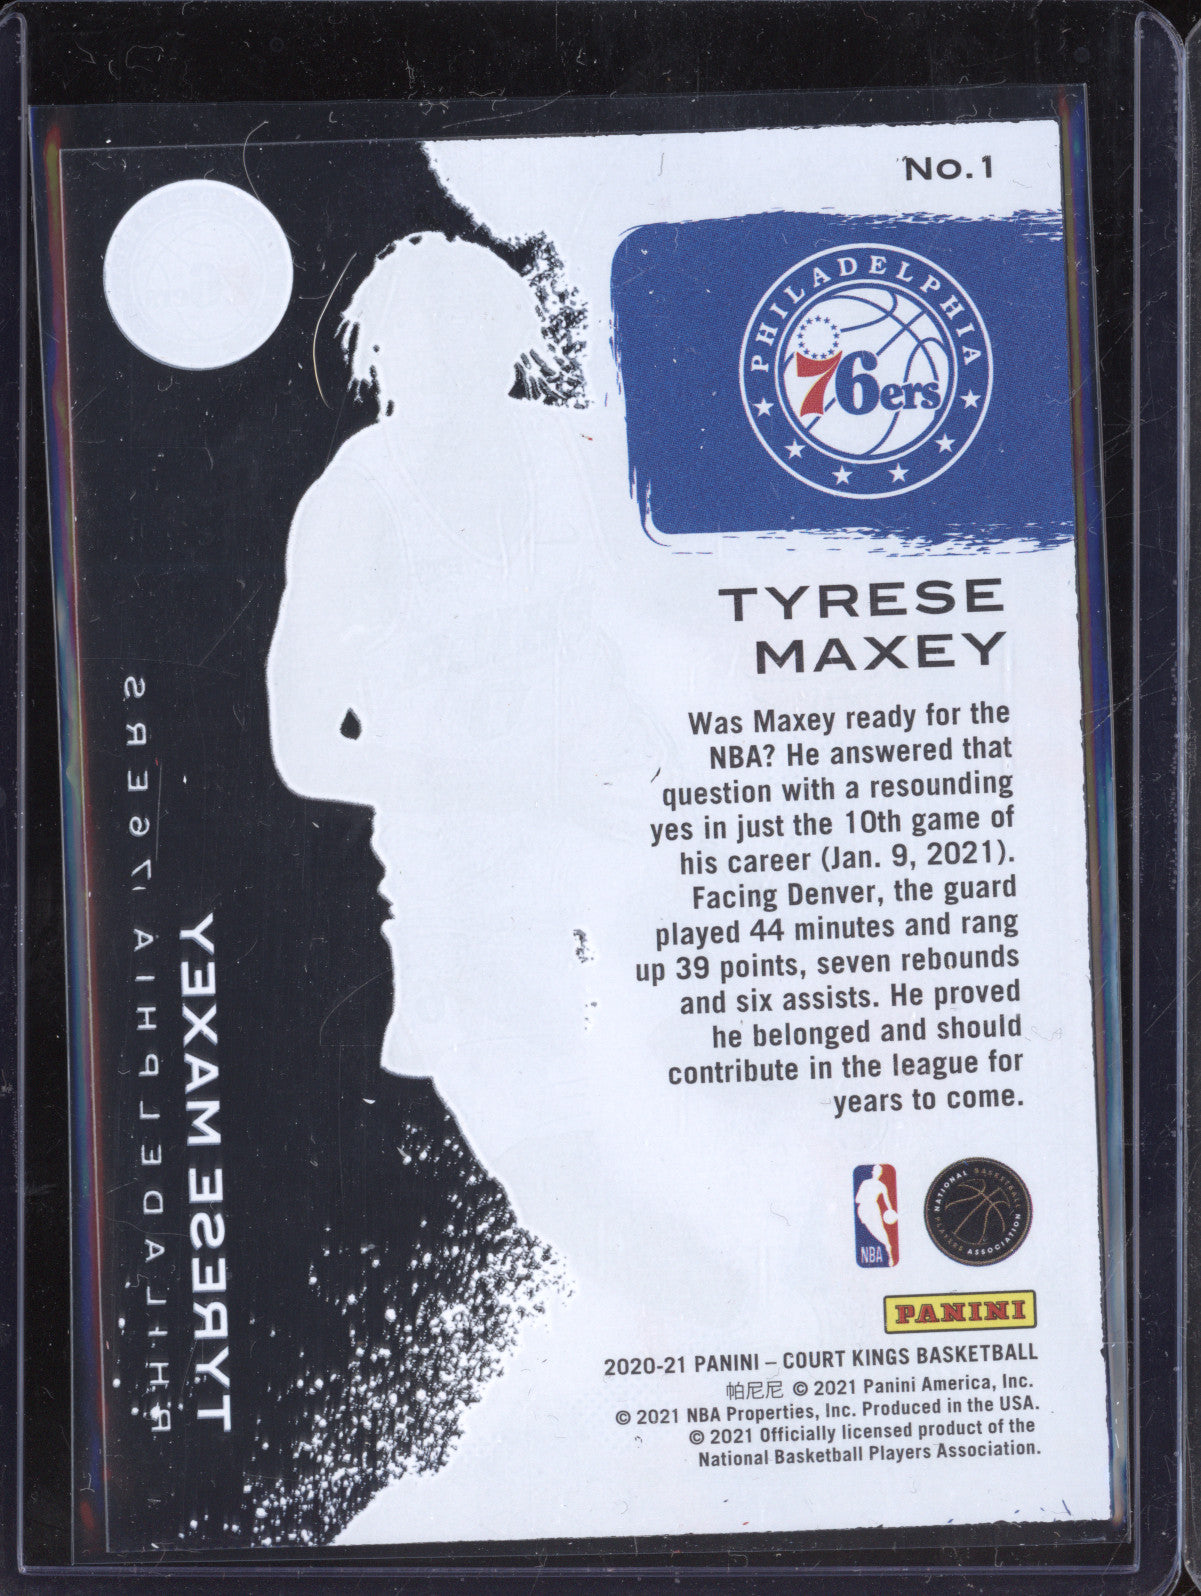 No.1
PHILADELPHIA
76ers
TYRESE
MAXEY
Was Maxey ready for the
NBA? He answered that
question with a resounding
yes in just the 10th game of
his career (Jan. 9, 2021).
Facing Denver, the guard
played 44 minutes and rang
up 39 points, seven rebounds
and six assists. He proved
he belonged and should
contribute in the league for
years to come.
NBA
NATIONAL BASKETBALL
PLAYERS ASSOCIATION
PANINI
2020-21 PANINI – COURT KINGS BASKETBALL
帕尼尼 © 2021 Panini America, Inc.
© 2021 NBA Properties, Inc. Produced in the USA.
© 2021 Officially licensed product of the
National Basketball Players Association.
TYRESE MAXEY
PHILADELPHIA 76ERS